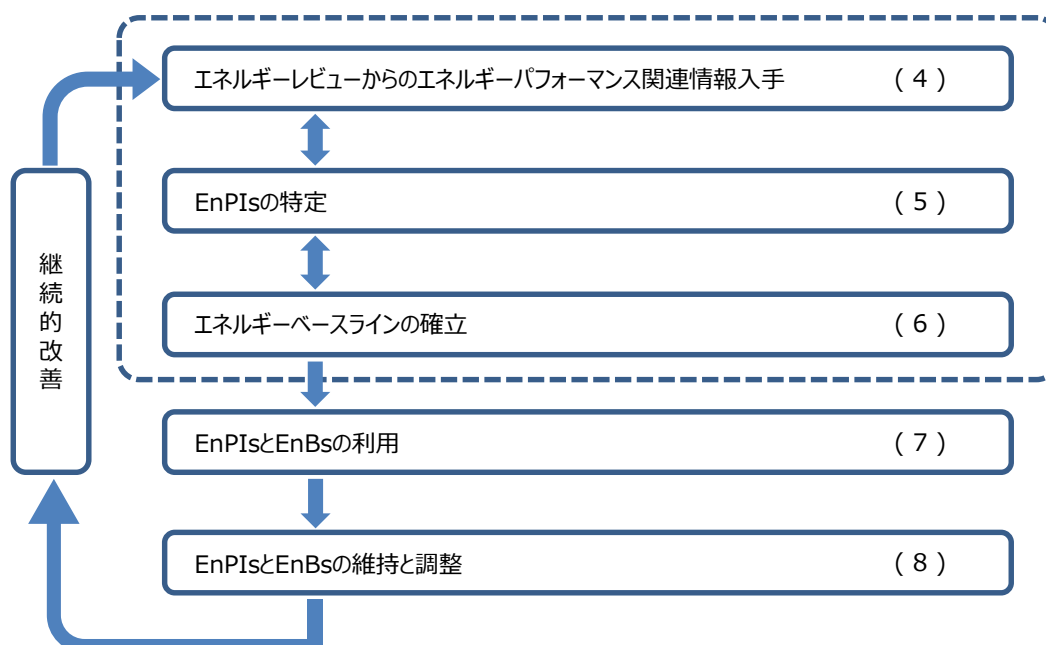 エネルギーレビューからのエネルギーパフォーマンス関連情報入手 ( 4 )
EnPIsの特定 ( 5 )
エネルギーベースラインの確立 ( 6 )
継続的改善
EnPIsとEnBsの利用 ( 7 )
EnPIsとEnBsの維持と調整 ( 8 )